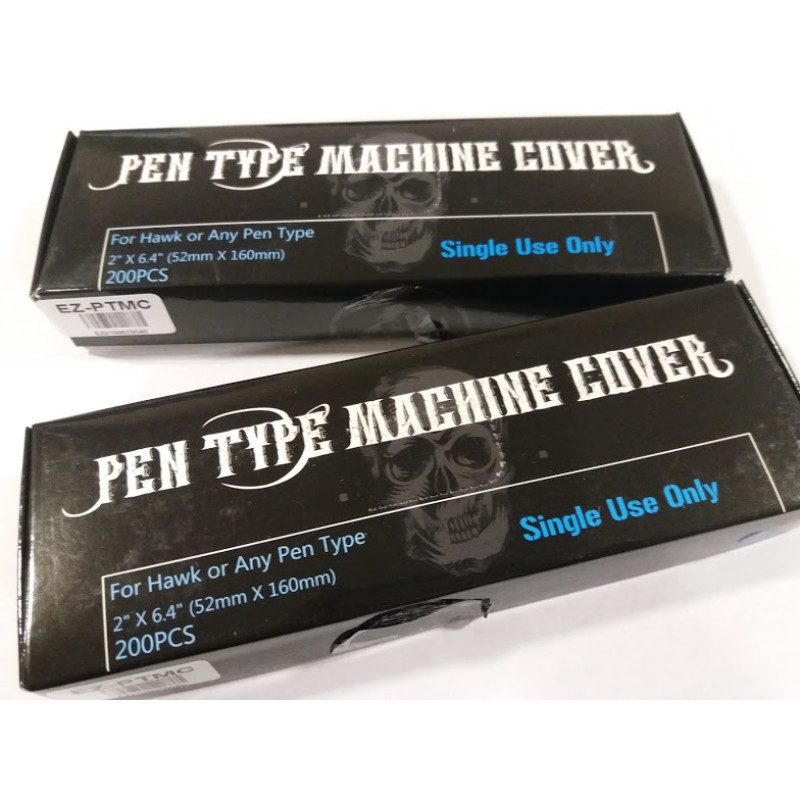 PEN TYPE MACHINE COVER
For Hawk or Any Pen Type
2" X 6.4" (52mm X 160mm)
200PCS
Single Use Only
EZ-PTMC
PEN TYPE MACHINE COVER
For Hawk or Any Pen Type
2" X 6.4" (52mm X 160mm)
200PCS
Single Use Only
EZ-PTMC